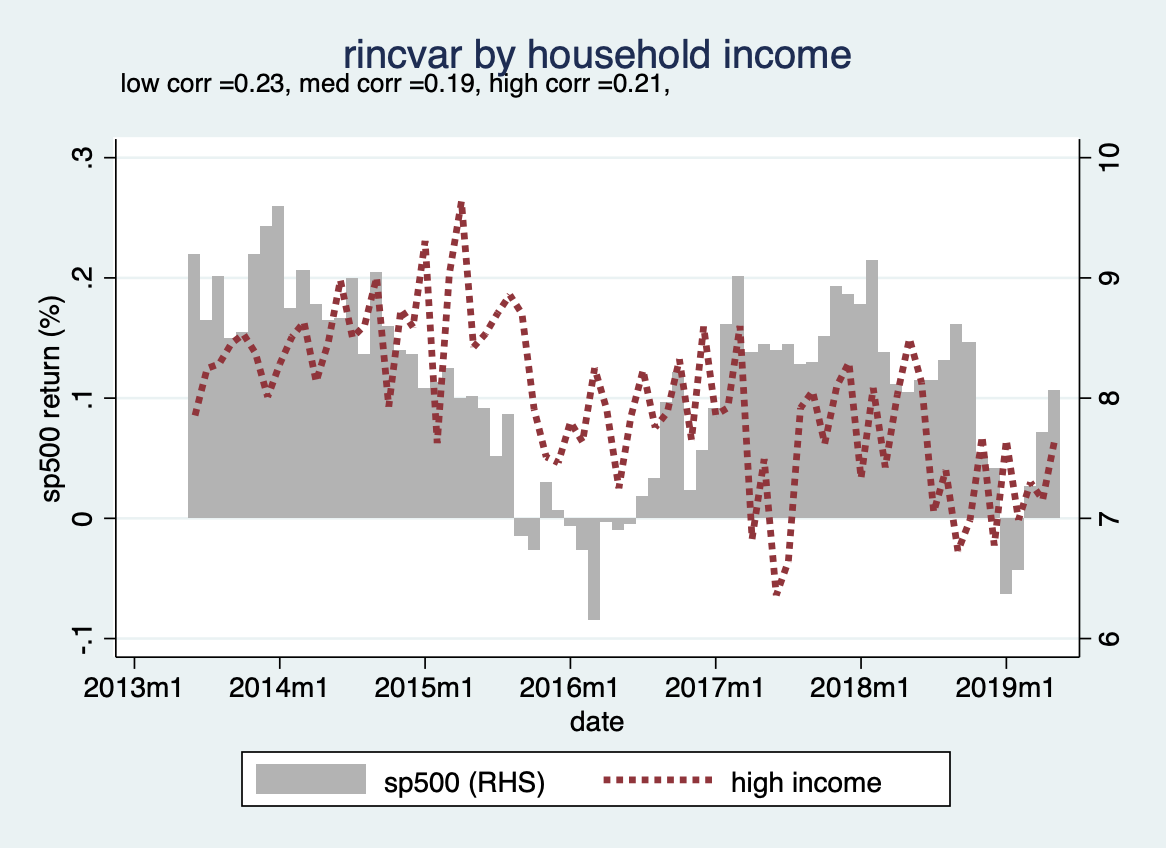 rincvar by household income
low corr =0.23, med corr =0.19, high corr =0.21,
.3
.2
.1
0
-.1
sp500 return (%)
10
9
8
7
6
2013m1 2014m1 2015m1 2016m1 2017m1 2018m1 2019m1
date
sp500 (RHS) high income